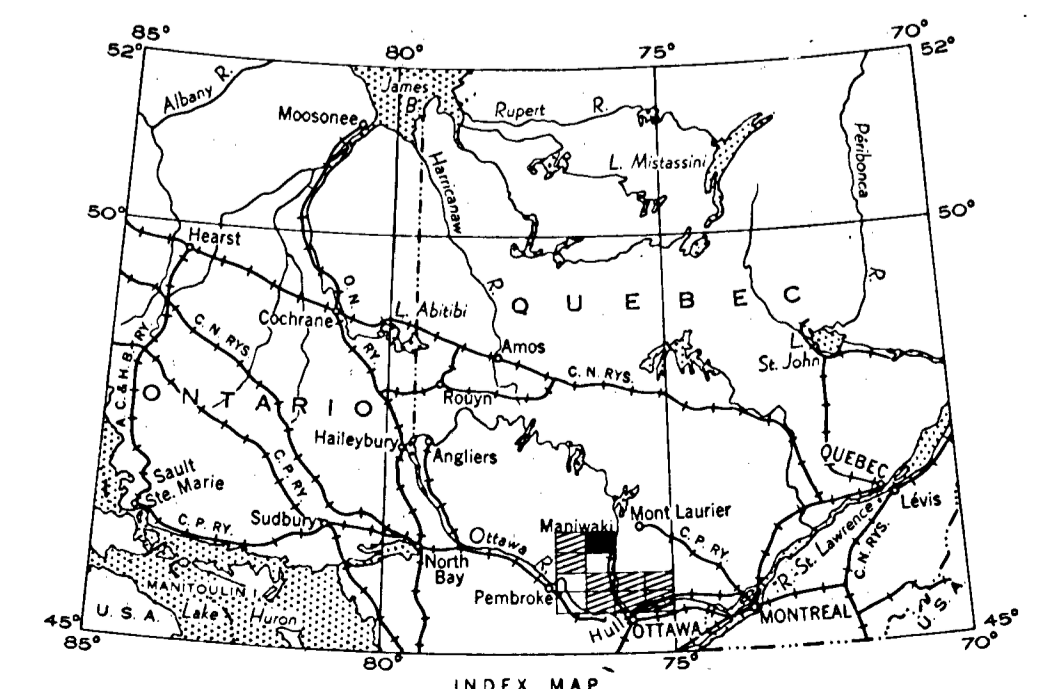 85°
80°
75°
70°
52°
52°
Albany R.
James
B.
Moosonee
Rupert R.
L. Mistassini
Péribonca
R.
Harricanaw
R.
50°
50°
Hearst
O. N.
RY.
L. Abitibi
QUEBEC
Cochrane
C. N. RYS.
Amos
L.
St. John
C. N. RYS.
A. C. & H. B. RY.
ONTARIO
Rouyn
Haileybury
Angliers
C. P. RY.
QUEBEC
Lévis
Sault
Ste. Marie
C. P. RY.
Sudbury
Mont Laurier
Maniwaki
C. P. RY.
St. Lawrence
R.
C. N. RYS.
Ottawa
R.
North
Bay
MANITOULIN I.
Pembroke
U. S. A.
Lake Huron
Hull
OTTAWA
MONTREAL
U. S. A.
45°
45°
85°
80°
75°
70°
INDEX MAP